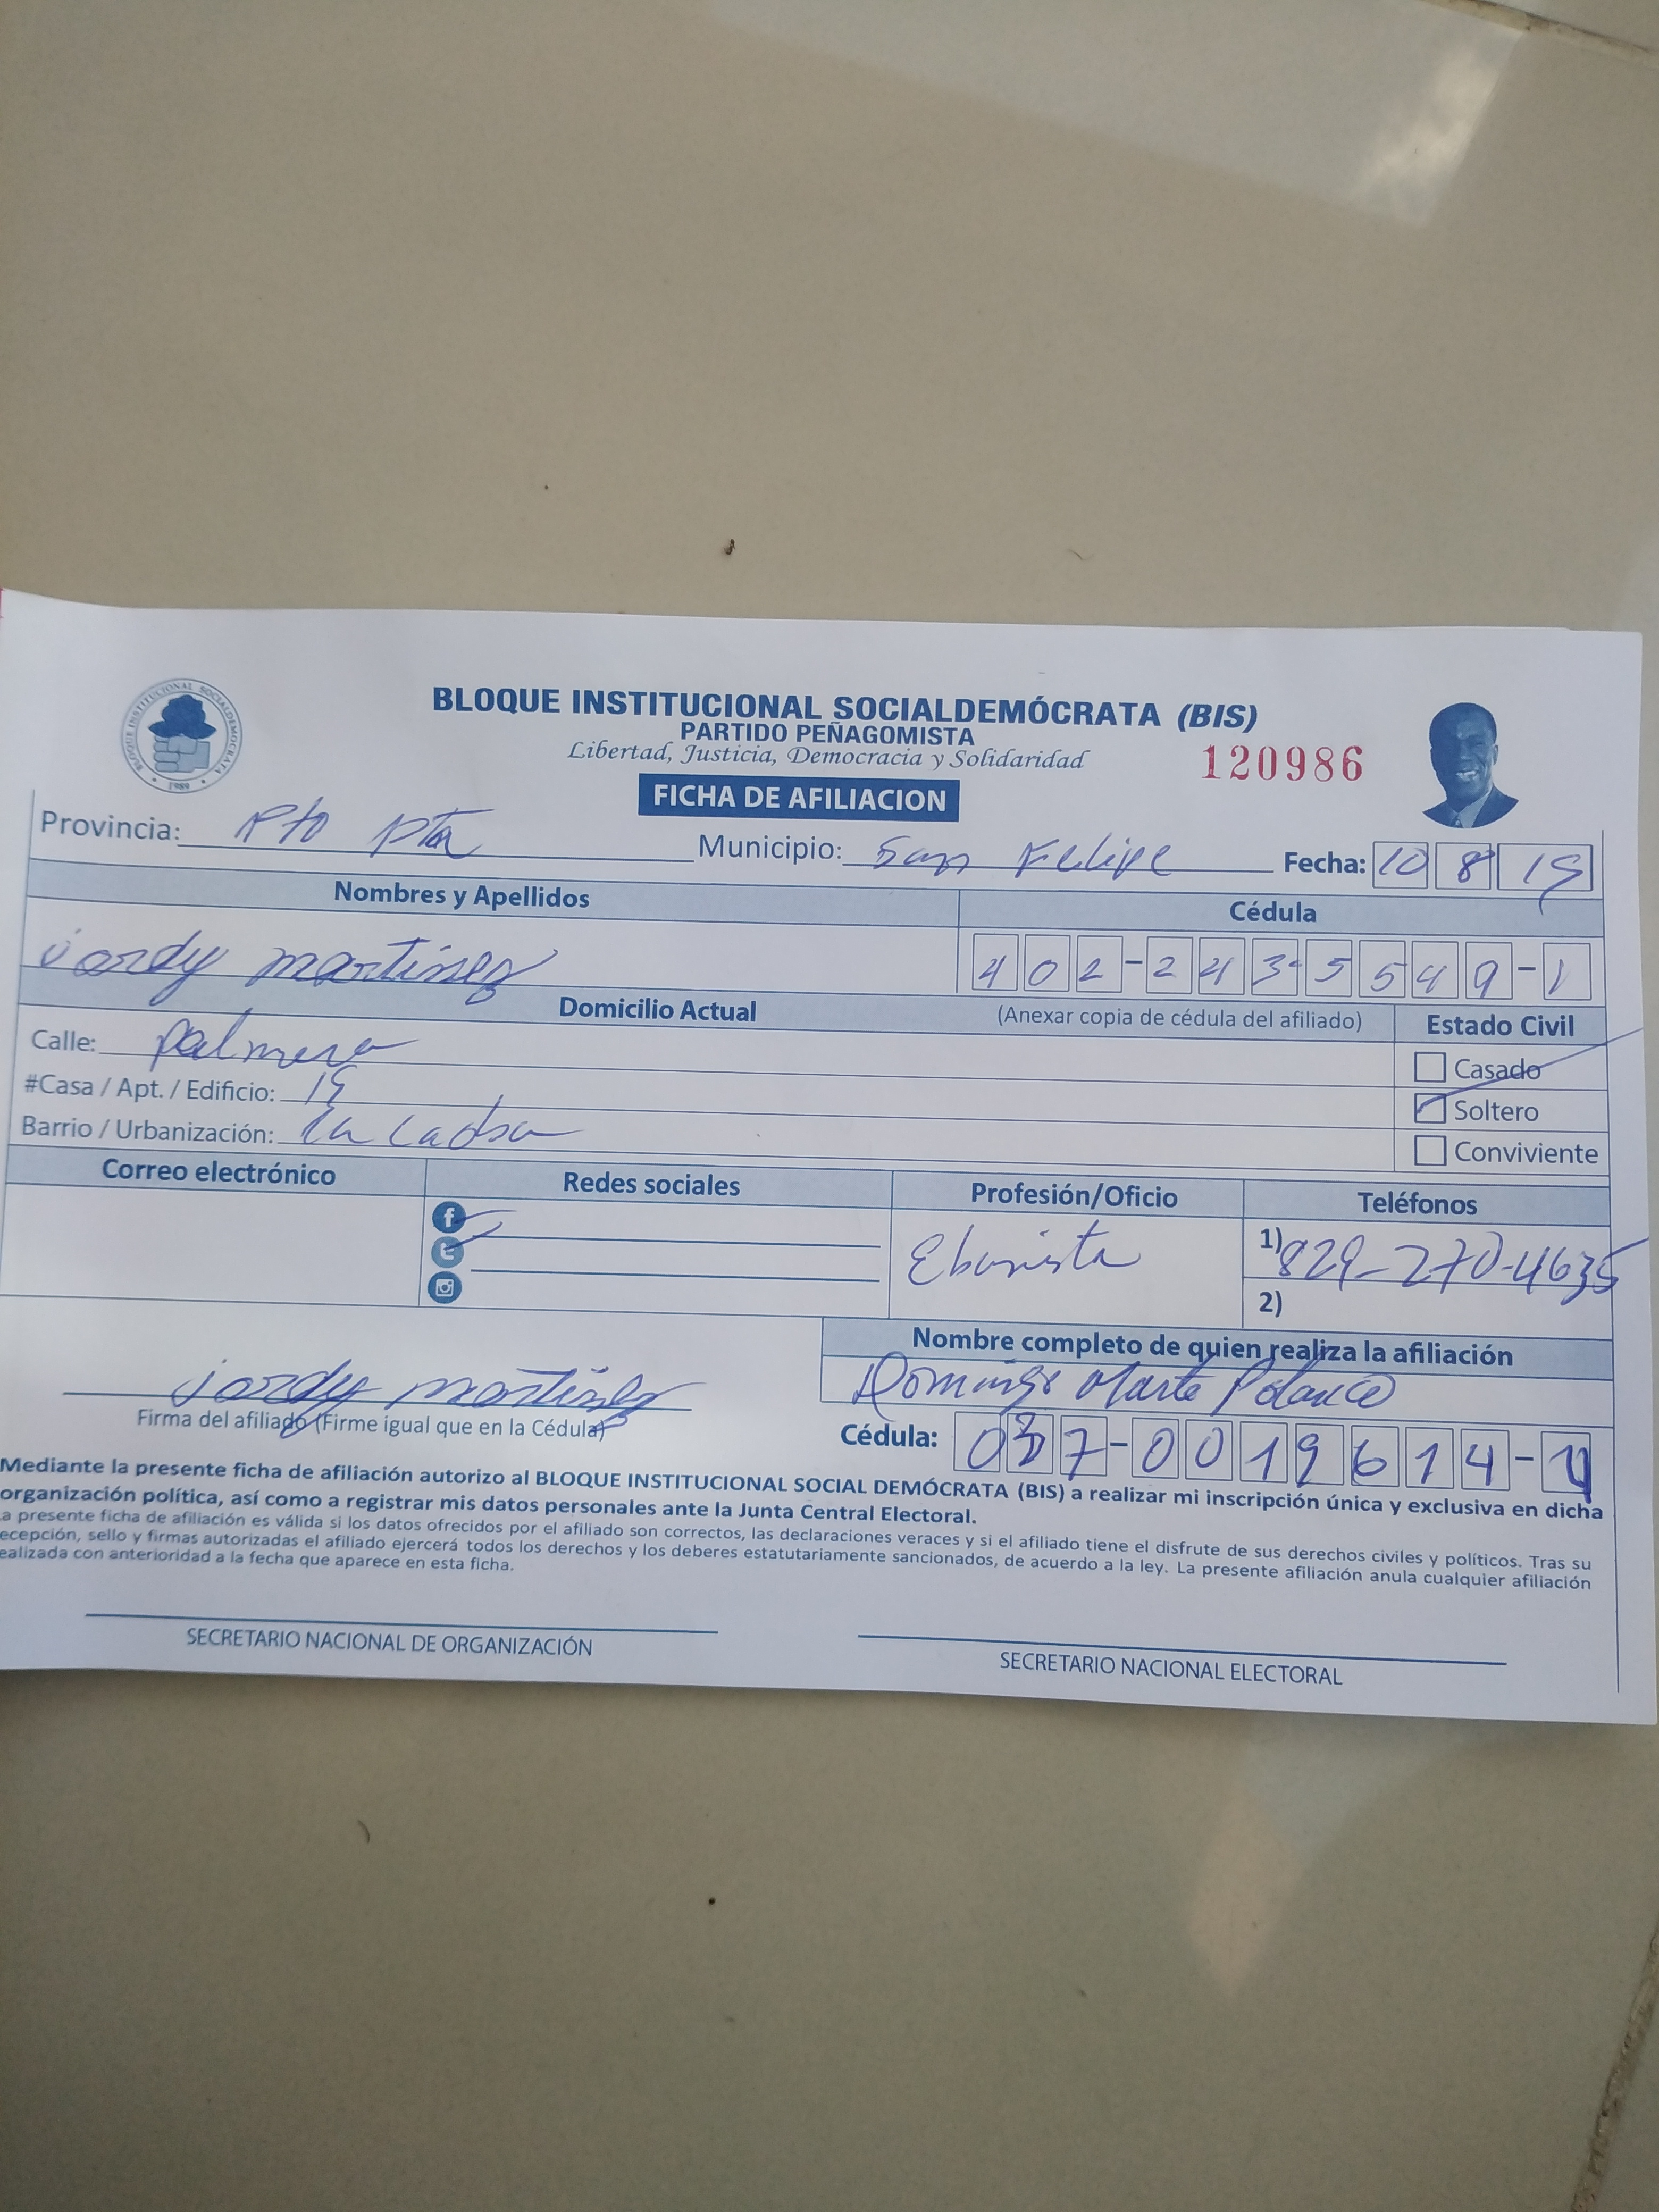 BLOQUE INSTITUCIONAL SOCIALDEMÓCRATA (BIS)
PARTIDO PEÑAGOMISTA
Libertad, Justicia, Democracia y Solidaridad
120986
BLOQUE INSTITUCIONAL SOCIALDEMOCRATA
1989
FICHA DE AFILIACION
Provincia: Pto Pta Municipio: San Felipe Fecha: 10 8 19
Nombres y Apellidos Cédula
jordy martinez 402-2435549-1
Domicilio Actual (Anexar copia de cédula del afiliado) Estado Civil
Calle: palmera Casado
#Casa / Apt. / Edificio: 15 Soltero
Barrio / Urbanización: la Conviviente
Correo electrónico Redes sociales Profesión/Oficio Teléfonos
Ebanista 1) 829-270-4635
2)
Nombre completo de quien realiza la afiliación
jordy martinez Domingo Marte Polanco
Firma del afiliado (Firme igual que en la Cédula) Cédula: 037-0019614-
Mediante la presente ficha de afiliación autorizo al BLOQUE INSTITUCIONAL SOCIAL DEMÓCRATA (BIS) a realizar mi inscripción única y exclusiva en dicha
organización política, así como a registrar mis datos personales ante la Junta Central Electoral.
a presente ficha de afiliación es válida si los datos ofrecidos por el afiliado son correctos, las declaraciones veraces y si el afiliado tiene el disfrute de sus derechos civiles y políticos. Tras su
ecepción, sello y firmas autorizadas el afiliado ejercerá todos los derechos y los deberes estatutariamente sancionados, de acuerdo a la ley. La presente afiliación anula cualquier afiliación
ealizada con anterioridad a la fecha que aparece en esta ficha.
SECRETARIO NACIONAL DE ORGANIZACIÓN SECRETARIO NACIONAL ELECTORAL